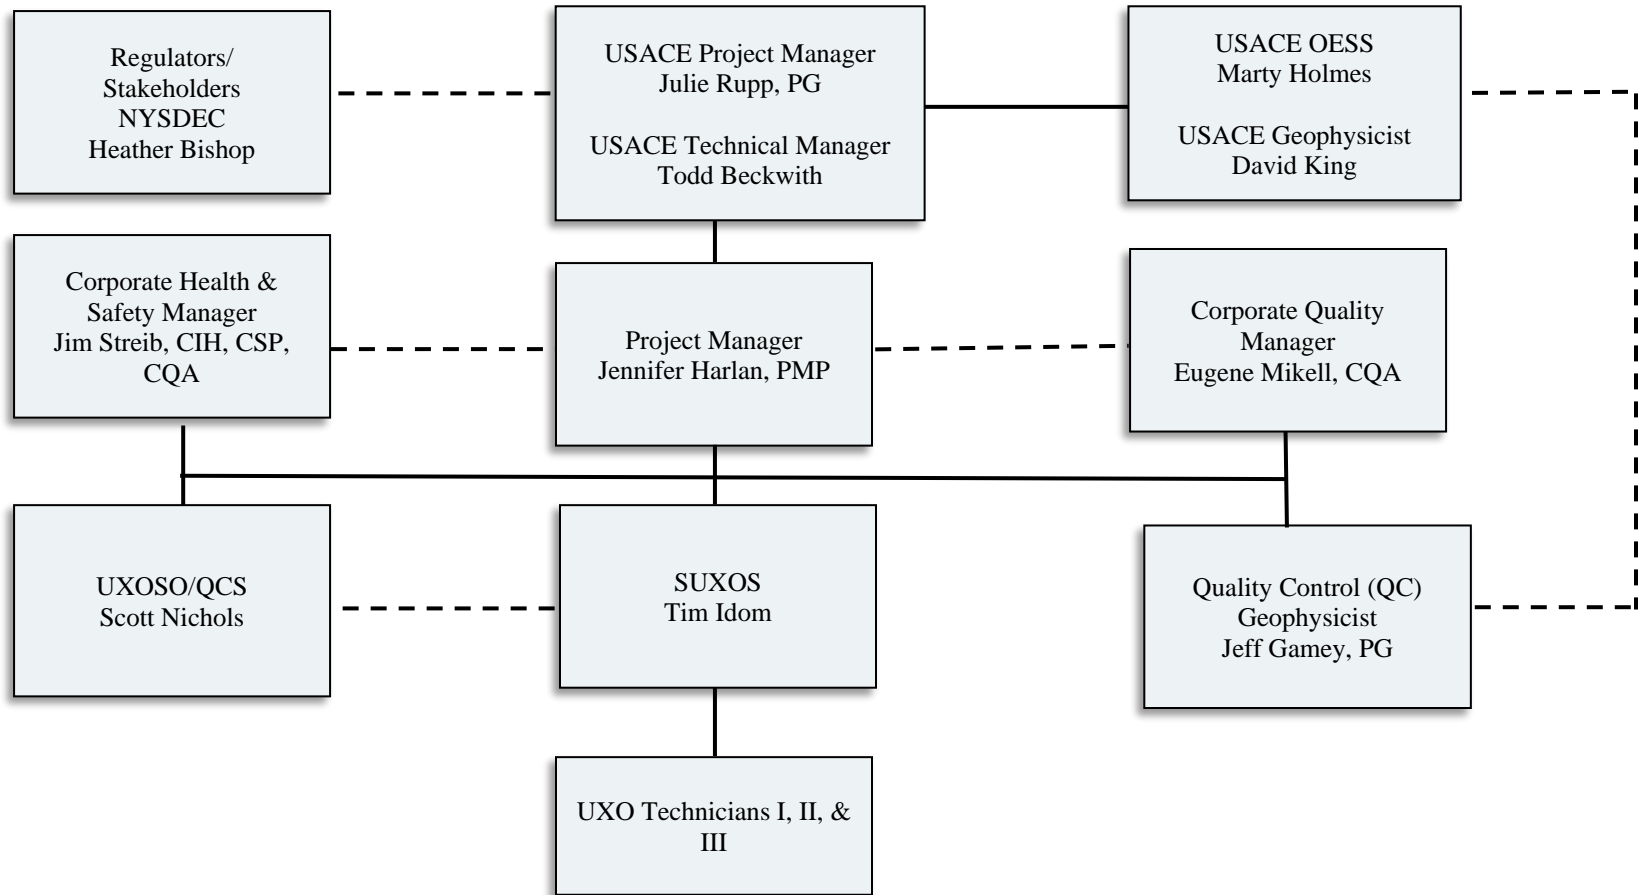 Regulators/
Stakeholders
NYSDEC
Heather Bishop
USACE Project Manager
Julie Rupp, PG
USACE Technical Manager
Todd Beckwith
USACE OESS
Marty Holmes
USACE Geophysicist
David King
Corporate Health &
Safety Manager
Jim Streib, CIH, CSP,
CQA
Project Manager
Jennifer Harlan, PMP
Corporate Quality
Manager
Eugene Mikell, CQA
UXOSO/QCS
Scott Nichols
SUXOS
Tim Idom
Quality Control (QC)
Geophysicist
Jeff Gamey, PG
UXO Technicians I, II, &
III